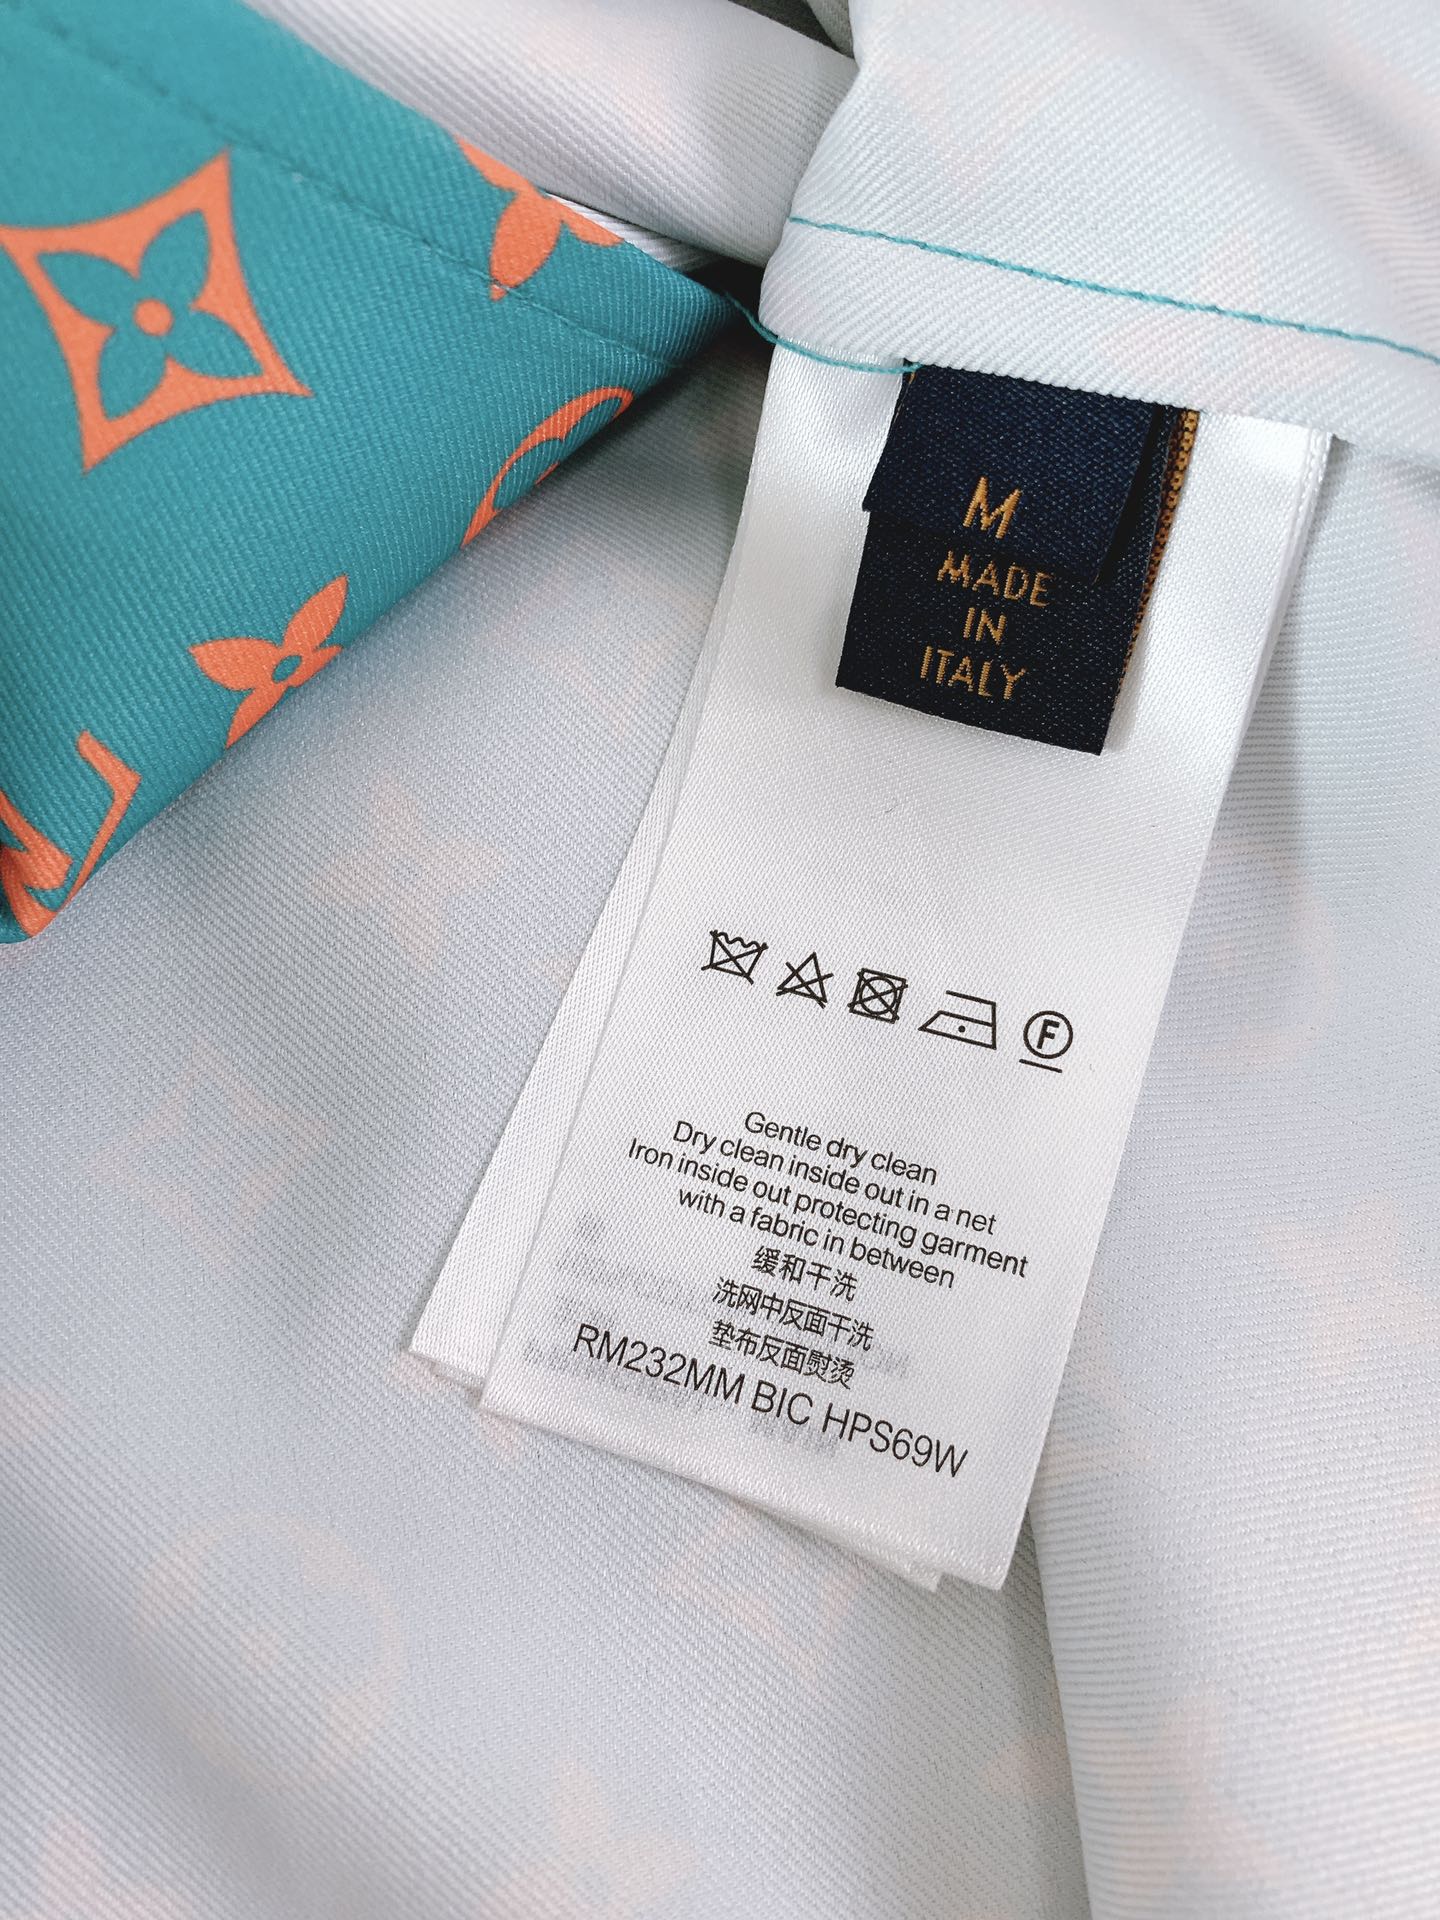 M
MADE
IN
ITALY
F
Gentle dry clean
Dry clean inside out in a net
Iron inside out protecting garment
with a fabric in between
缓和干洗
洗网中反面干洗
垫布反面熨烫
RM232MM BIC HPS69W